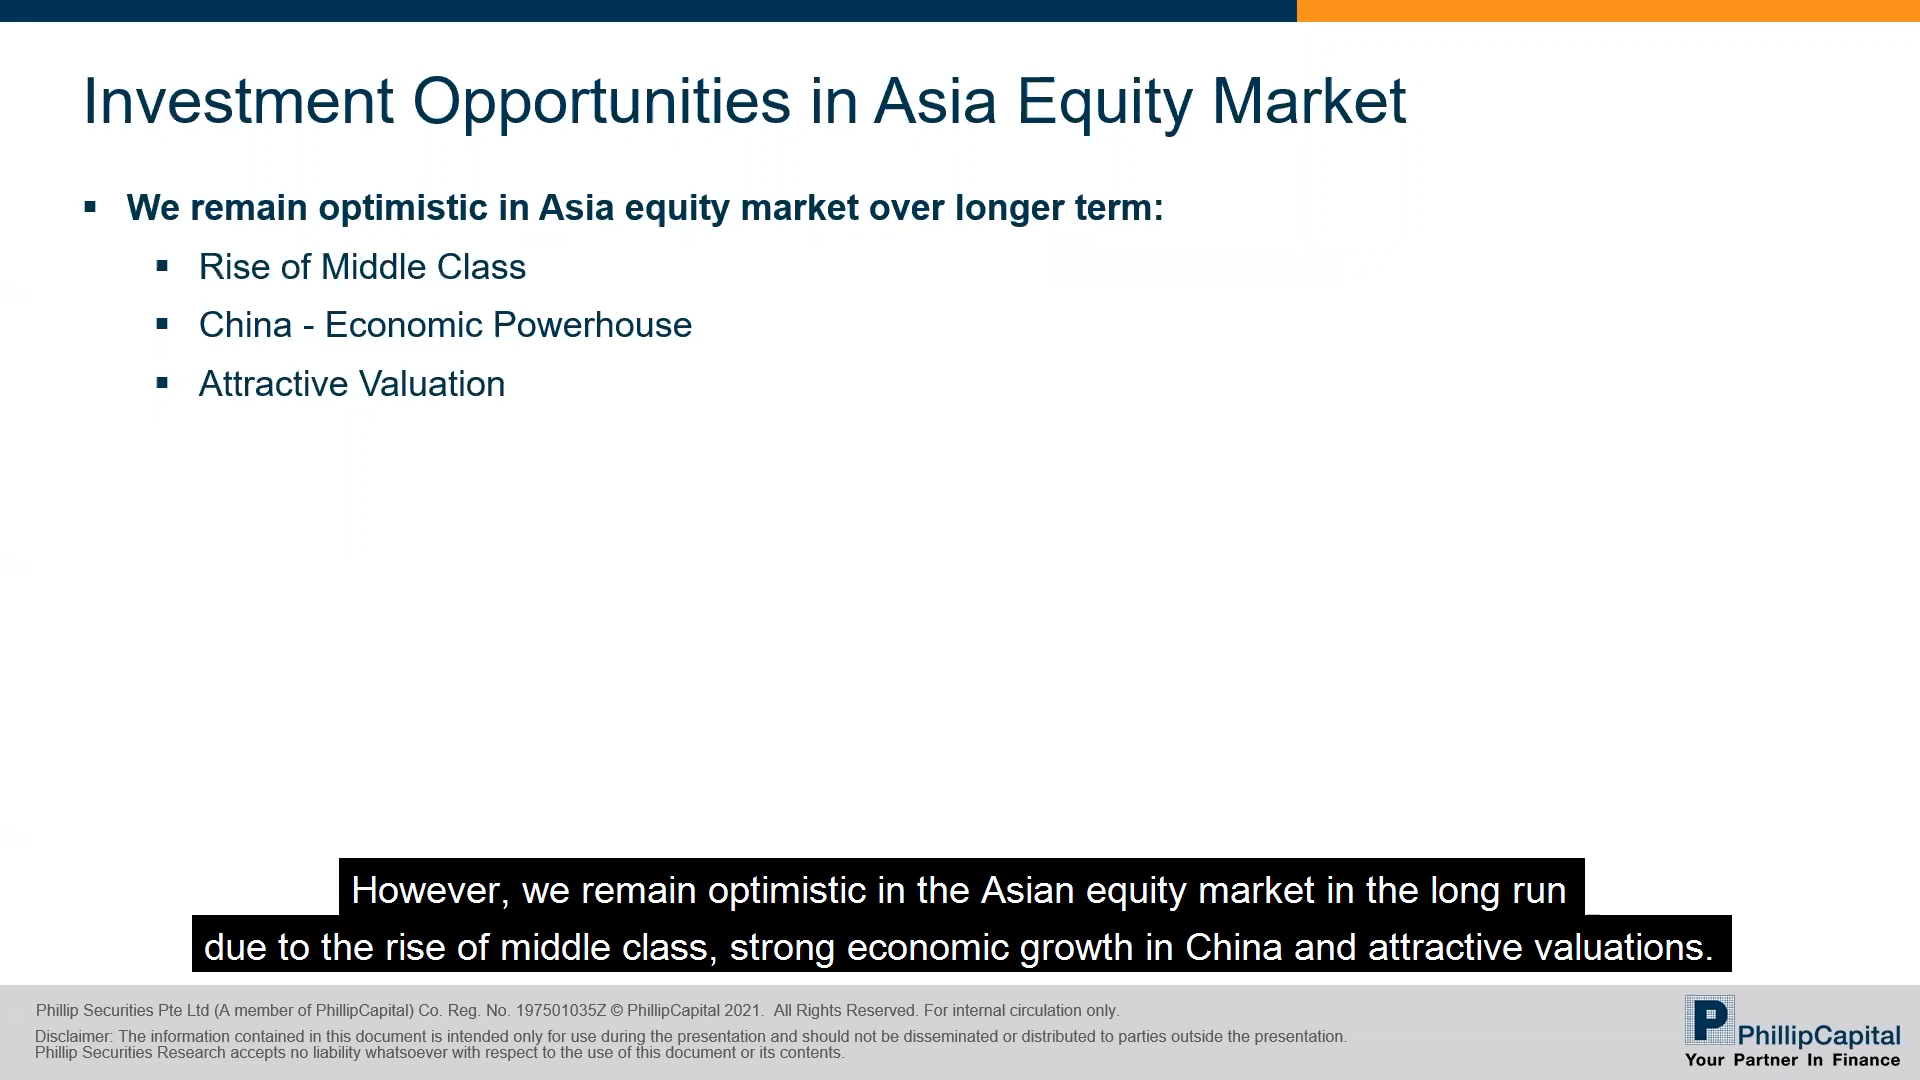 Investment Opportunities in Asia Equity Market
▪ We remain optimistic in Asia equity market over longer term:
▪ Rise of Middle Class
▪ China - Economic Powerhouse
▪ Attractive Valuation
However, we remain optimistic in the Asian equity market in the long run
due to the rise of middle class, strong economic growth in China and attractive valuations.
Phillip Securities Pte Ltd (A member of PhillipCapital) Co. Reg. No. 197501035Z © PhillipCapital 2021. All Rights Reserved. For internal circulation only.
Disclaimer: The information contained in this document is intended only for use during the presentation and should not be disseminated or distributed to parties outside the presentation.
Phillip Securities Research accepts no liability whatsoever with respect to the use of this document or its contents.
P PhillipCapital
Your Partner In Finance